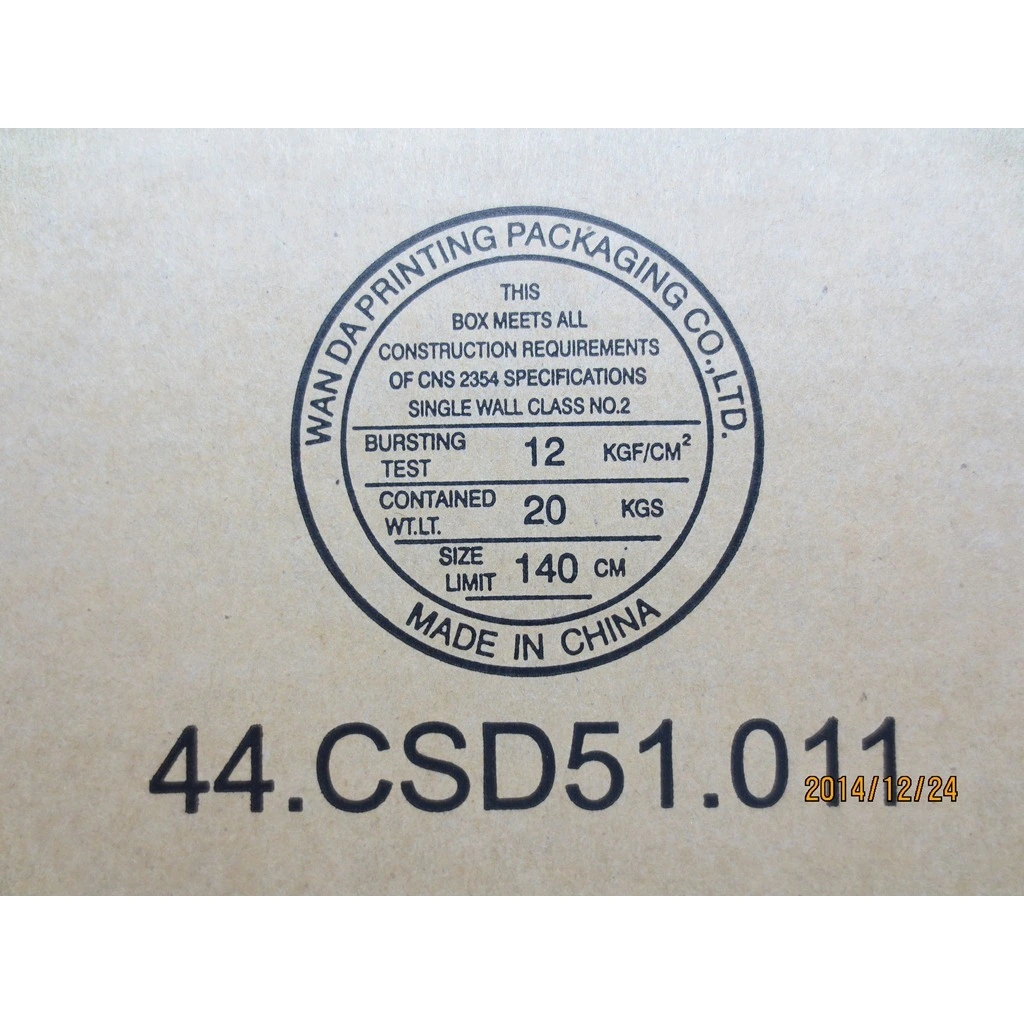 WAN DA PRINTING PACKAGING CO.,LTD.
THIS
BOX MEETS ALL
CONSTRUCTION REQUIREMENTS
OF CNS 2354 SPECIFICATIONS
SINGLE WALL CLASS NO.2
BURSTING TEST 12 KGF/CM²
CONTAINED WT.LT. 20 KGS
SIZE LIMIT 140 CM
MADE IN CHINA
44.CSD51.011
2014/12/24